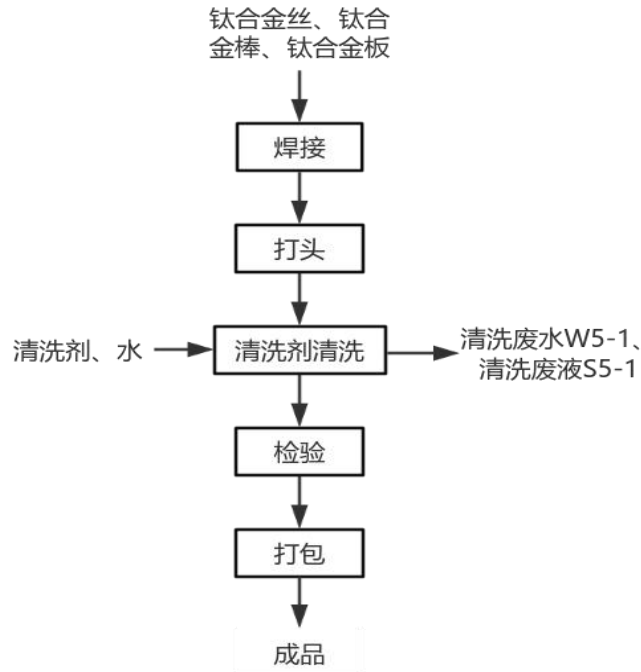 钛合金丝、钛合
金棒、钛合金板
焊接
打头
清洗剂、水
清洗剂清洗
清洗废水W5-1、
清洗废液S5-1
检验
打包
成品